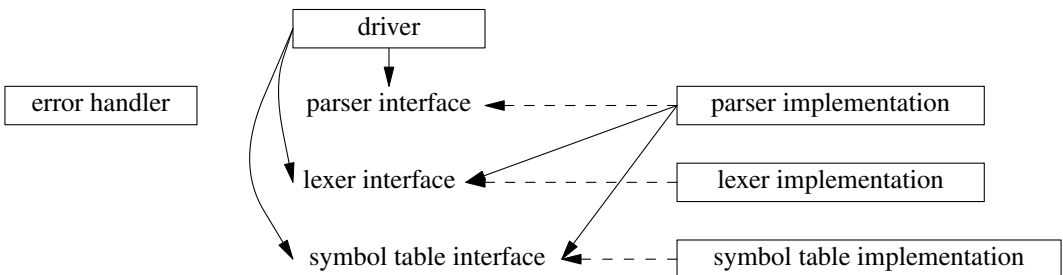 driver
error handler
parser interface
parser implementation
lexer interface
lexer implementation
symbol table interface
symbol table implementation